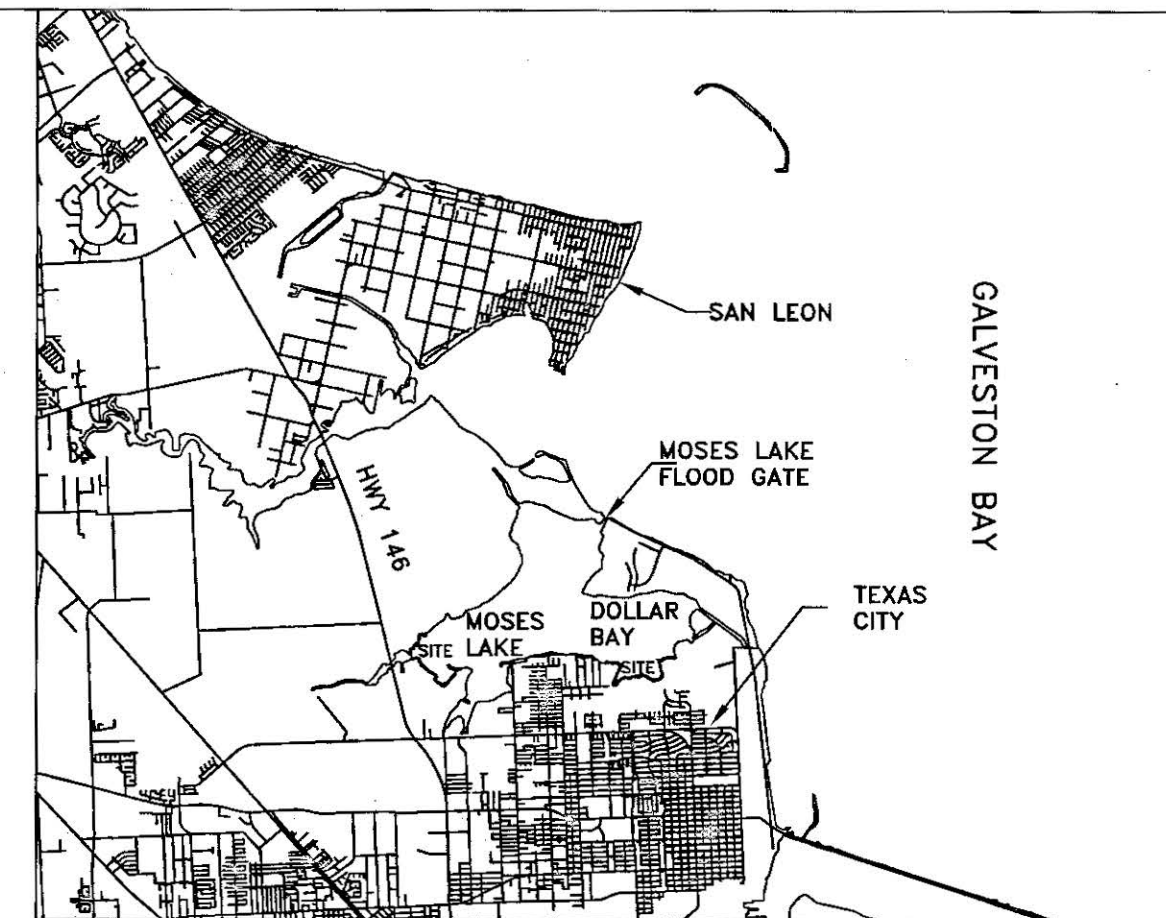 SAN LEON
GALVESTON BAY
MOSES LAKE
FLOOD GATE
HWY 146
TEXAS
CITY
MOSES
LAKE
DOLLAR
BAY
SITE
SITE